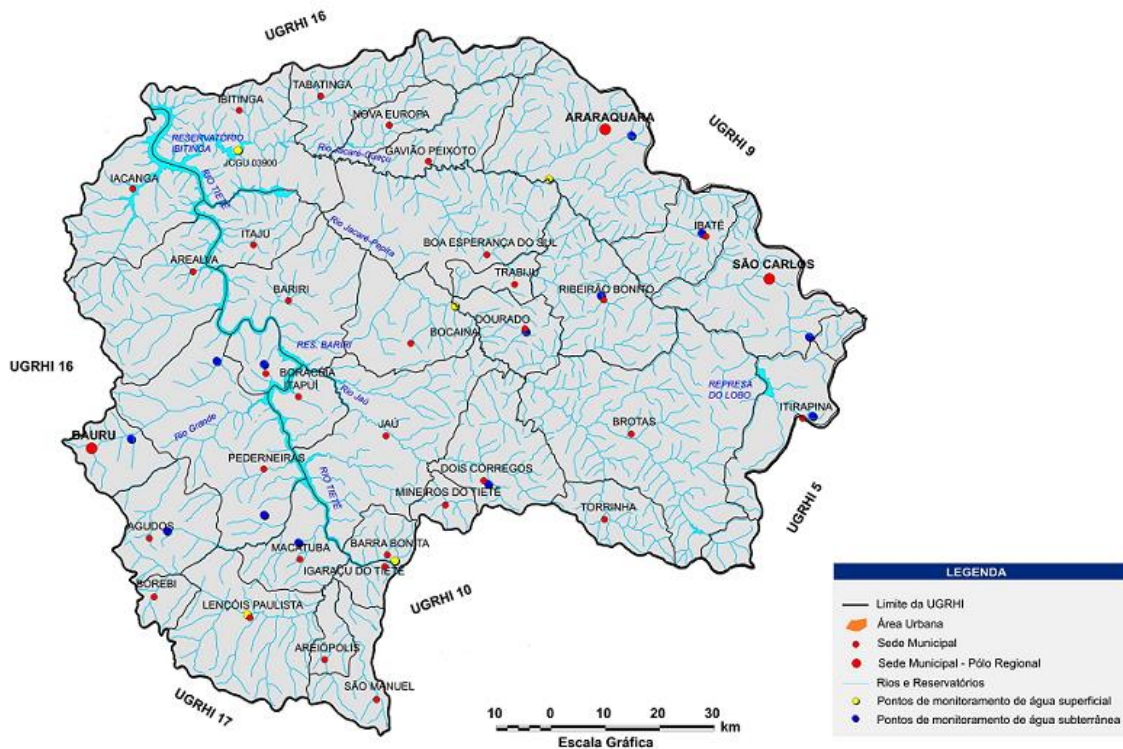 UGRHI 16
TABATINGA
IBITINGA
NOVA EUROPA
ARARAQUARA
UGRHI 9
RESERVATÓRIO
IBITINGA
JCGU 03900
Rio Jacaré-Guaçu
GAVIÃO PEIXOTO
IACANGA
RIO TIETÊ
ITAJU
Rio Jacaré-Pepira
BOA ESPERANÇA DO SUL
IBATÉ
SÃO CARLOS
AREALVA
TRABIJU
BARIRI
RIBEIRÃO BONITO
DOURADO
BOCAINA
RES. BARIRI
UGRHI 16
BORACÉIA
ITAPUÍ
Rio Jaú
REPRESA
DO LOBO
ITIRAPINA
Rio Grande
JAÚ
BROTAS
BAURU
PEDERNEIRAS
RIO TIETÊ
DOIS CORREGOS
MINEIROS DO TIETÊ
TORRINHA
UGRHI 5
AGUDOS
MACATUBA
BARRA BONITA
IGARAÇU DO TIETÊ
BOREBI
LENÇÓIS PAULISTA
UGRHI 10
AREIÓPOLIS
SÃO MANUEL
UGRHI 17
LEGENDA
Limite da UGRHI
Área Urbana
Sede Municipal
Sede Municipal - Pólo Regional
Rios e Reservatórios
Pontos de monitoramento de água superficial
Pontos de monitoramento de água subterrânea
10 0 10 20 30
km
Escala Gráfica